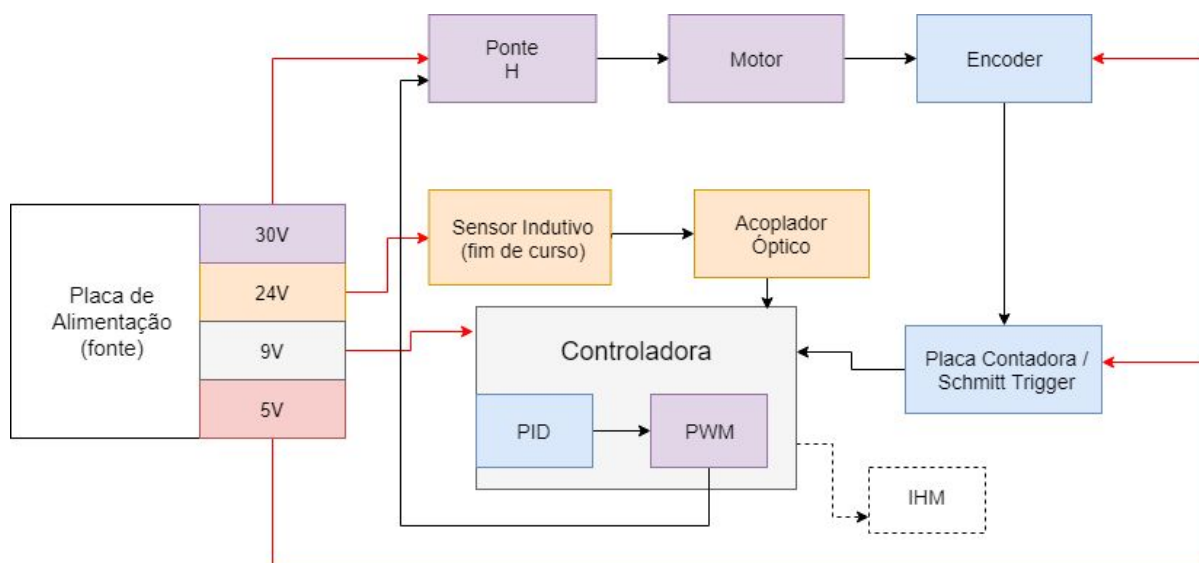 Ponte
H
Motor
Encoder
Sensor Indutivo
(fim de curso)
Acoplador
Óptico
Placa de
Alimentação
(fonte)
30V
24V
9V
5V
Controladora
PID
PWM
Placa Contadora /
Schmitt Trigger
IHM